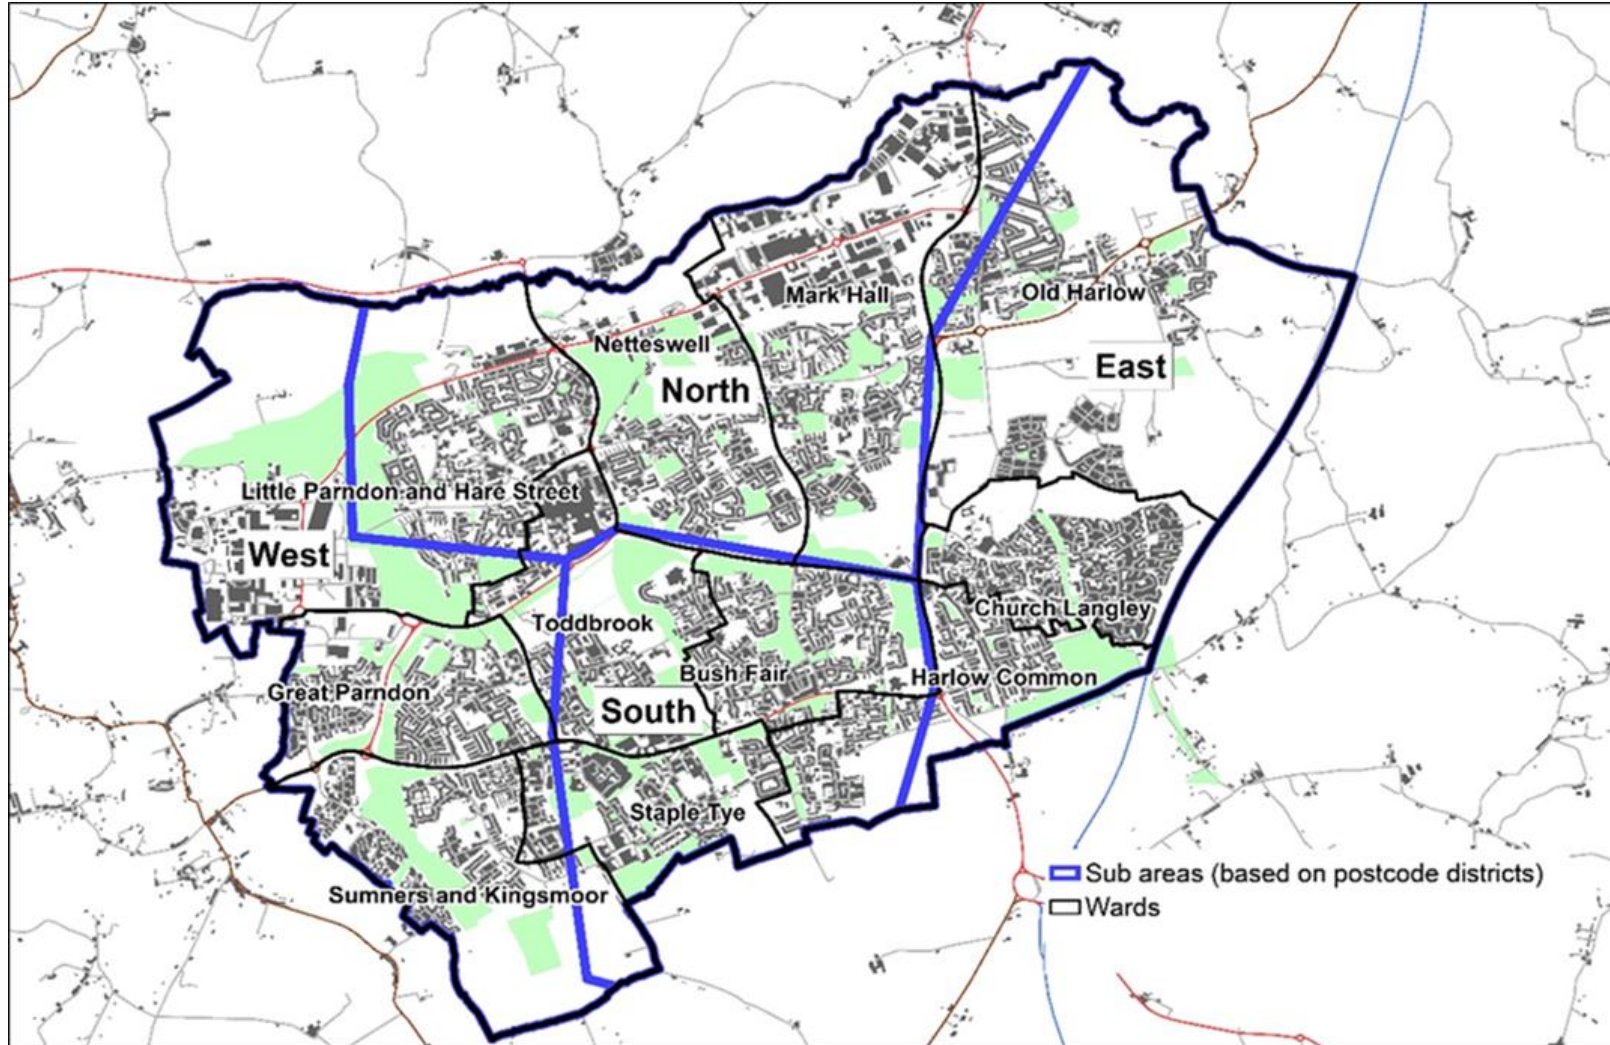 Mark Hall
Old Harlow
Netteswell
North
East
Little Parndon and Hare Street
West
Toddbrook
Church Langley
Bush Fair
Harlow Common
Great Parndon
South
Staple Tye
Sumners and Kingsmoor
Sub areas (based on postcode districts)
Wards